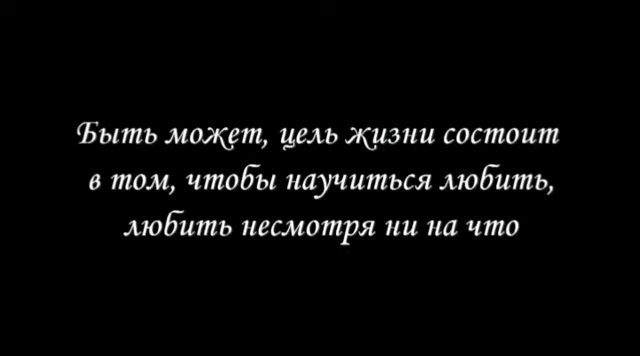 Быть может, цель жизни состоит
в том, чтобы научиться любить,
любить несмотря ни на что